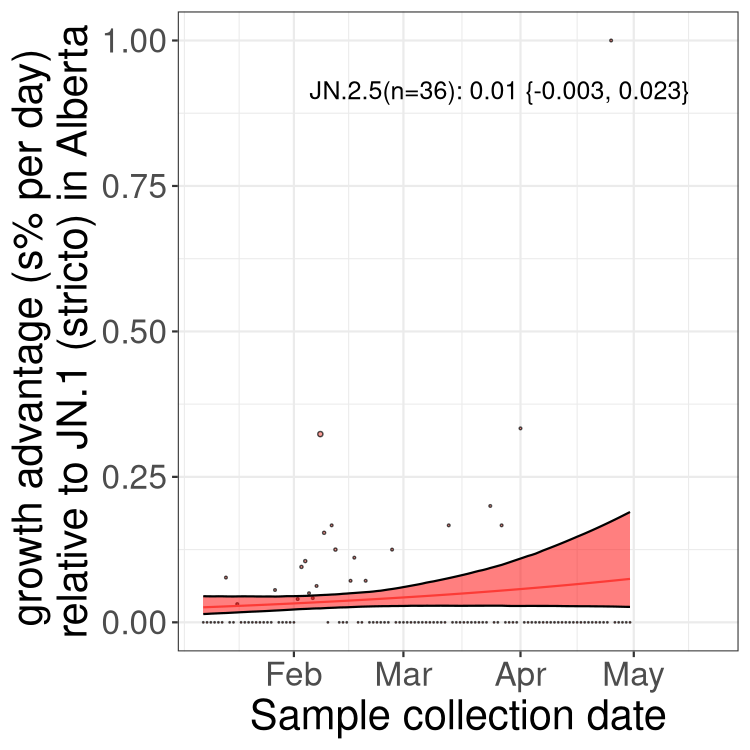 growth advantage (s% per day)
relative to JN.1 (stricto) in Alberta
1.00
0.75
0.50
0.25
0.00
JN.2.5(n=36): 0.01 {-0.003, 0.023}
Feb Mar Apr May
Sample collection date